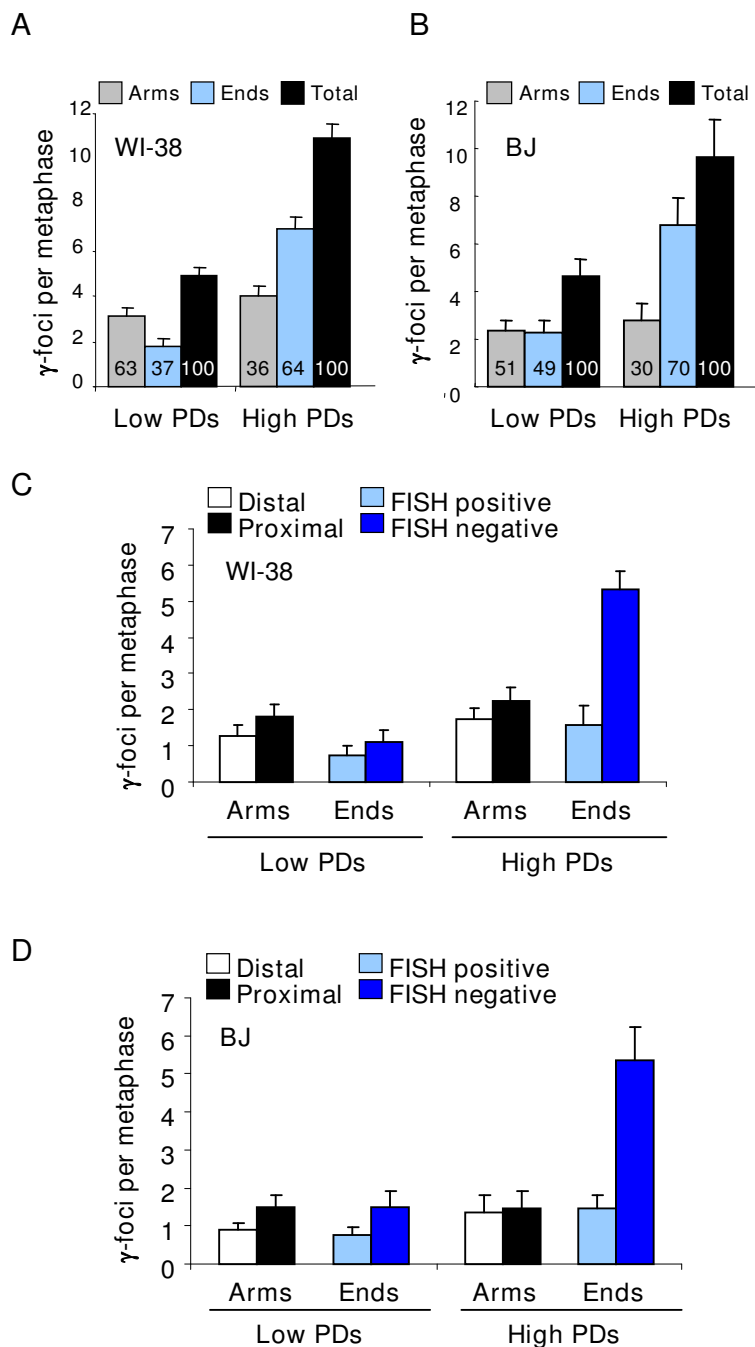 A
Arms Ends Total
12
10
8
6
4
2
0
γ-foci per metaphase
WI-38
63 37 100 36 64 100
Low PDs High PDs
B
Arms Ends Total
12
10
8
6
4
2
0
γ-foci per metaphase
BJ
51 49 100 30 70 100
Low PDs High PDs
C
Distal FISH positive
Proximal FISH negative
7
6
5
4
3
2
1
0
γ-foci per metaphase
WI-38
Arms Ends Arms Ends
Low PDs High PDs
D
Distal FISH positive
Proximal FISH negative
7
6
5
4
3
2
1
0
γ-foci per metaphase
BJ
Arms Ends Arms Ends
Low PDs High PDs